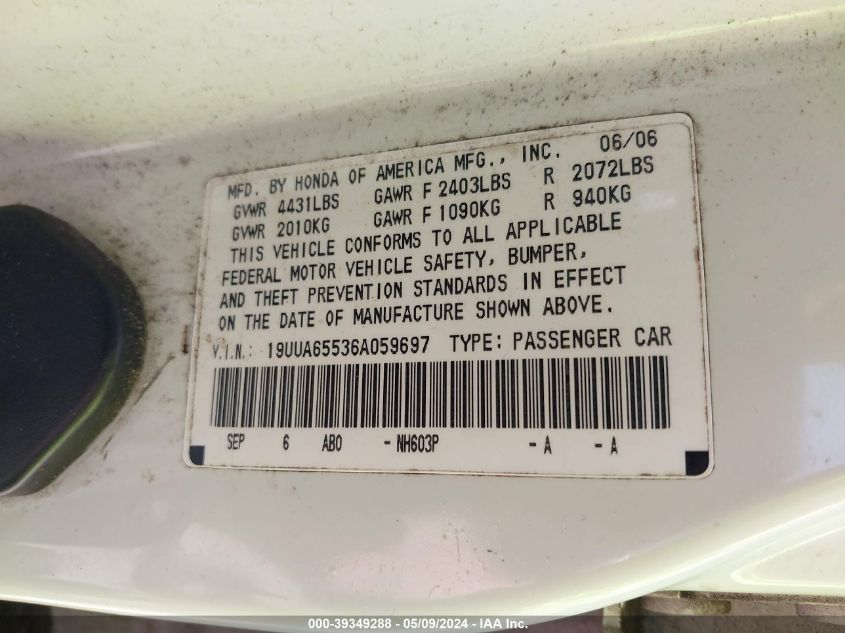 06/06
MFD. BY HONDA OF AMERICA MFG., INC.
GVWR 4431LBS GAWR F 2403LBS R 2072LBS
GVWR 2010KG GAWR F 1090KG R 940KG
THIS VEHICLE CONFORMS TO ALL APPLICABLE
FEDERAL MOTOR VEHICLE SAFETY, BUMPER,
AND THEFT PREVENTION STANDARDS IN EFFECT
ON THE DATE OF MANUFACTURE SHOWN ABOVE.
V.I.N.: 19UUA65536A059697 TYPE: PASSENGER CAR
SEP 6 ABO -NH603P -A -A
000-39349288 - 05/09/2024 - IAA Inc.